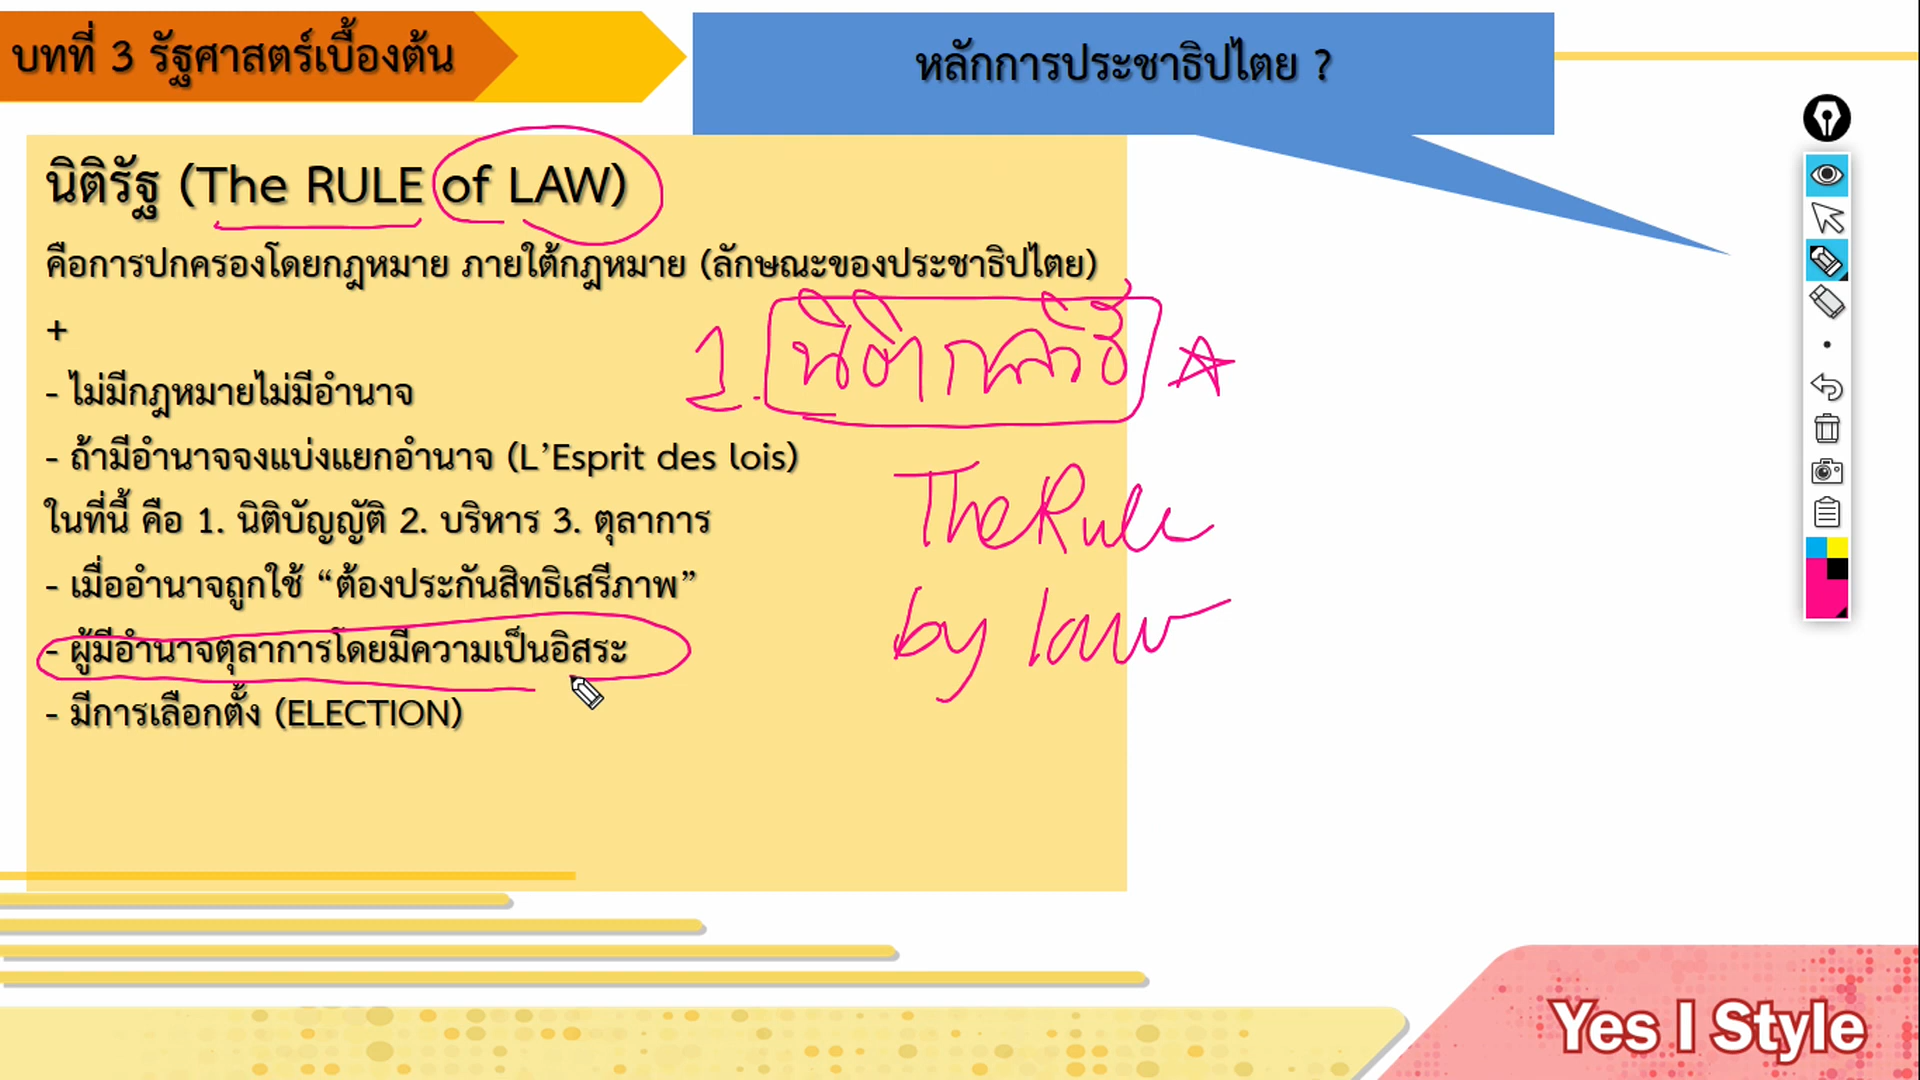 บทที่ 3 รัฐศาสตร์เบื้องต้น
หลักการประชาธิปไตย ?
นิติรัฐ (The RULE of LAW)
คือการปกครองโดยกฎหมาย ภายใต้กฎหมาย (ลักษณะของประชาธิปไตย)
+
- ไม่มีกฎหมายไม่มีอำนาจ
- ถ้ามีอำนาจจงแบ่งแยกอำนาจ (L’Esprit des lois)
ในที่นี้ คือ 1. นิติบัญญัติ 2. บริหาร 3. ตุลาการ
- เมื่ออำนาจถูกใช้ “ต้องประกันสิทธิเสรีภาพ”
- ผู้มีอำนาจตุลาการโดยมีความเป็นอิสระ
- มีการเลือกตั้ง (ELECTION)
1.
The Rule
by law
Yes I Style